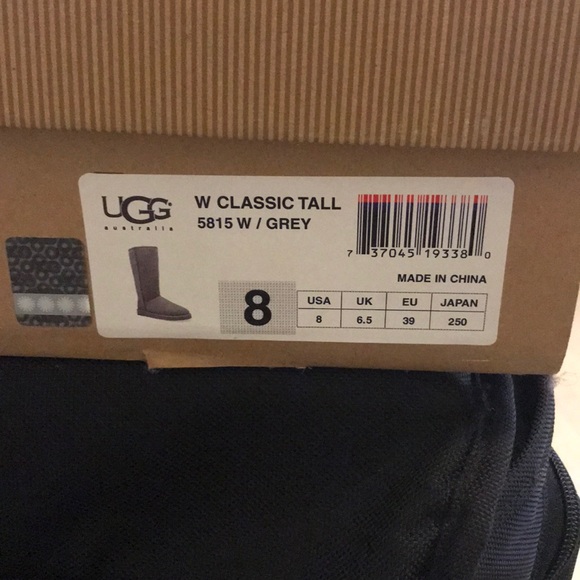 UGG®
australia
W CLASSIC TALL
5815 W / GREY
7 37045 19338 0
MADE IN CHINA
8
USA UK EU JAPAN
8 6.5 39 250